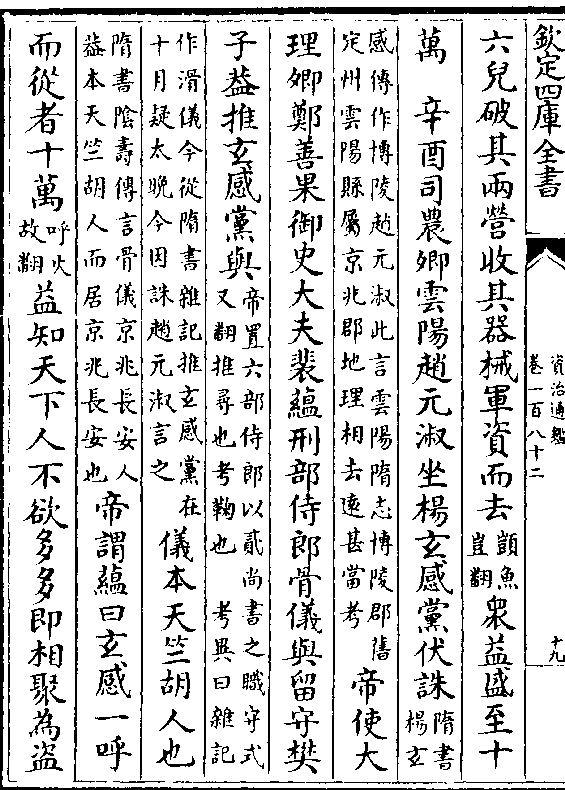 欽定四庫全書
資治通鑑
卷一百八十二
十九
六兒破其兩營收其器械軍資而去顗魚豈翻衆益盛至十
萬　辛酉司農卿雲陽趙元淑坐楊玄感黨伏誅隋書楊玄
感傳作博陵趙元淑此言雲陽隋志博陵郡舊定州雲陽縣屬京兆郡地理相去遠甚當考帝使大
理卿鄭善果御史大夫裴蘊刑部侍郎骨儀與留守樊
子葢推玄感黨與帝置六部侍郎以貳尚書之職守式又翻推尋也考鞠也　考異曰雜記
作滑儀今從隋書雜記推玄感黨在十月疑太晩今因誅趙元淑言之儀本天竺胡人也
隋書陰壽傳言骨儀京兆長安人葢本天竺胡人而居京兆長安也帝謂蘊曰玄感一呼
而從者十萬呼火故翻益知天下人不欲多多即相聚為盗